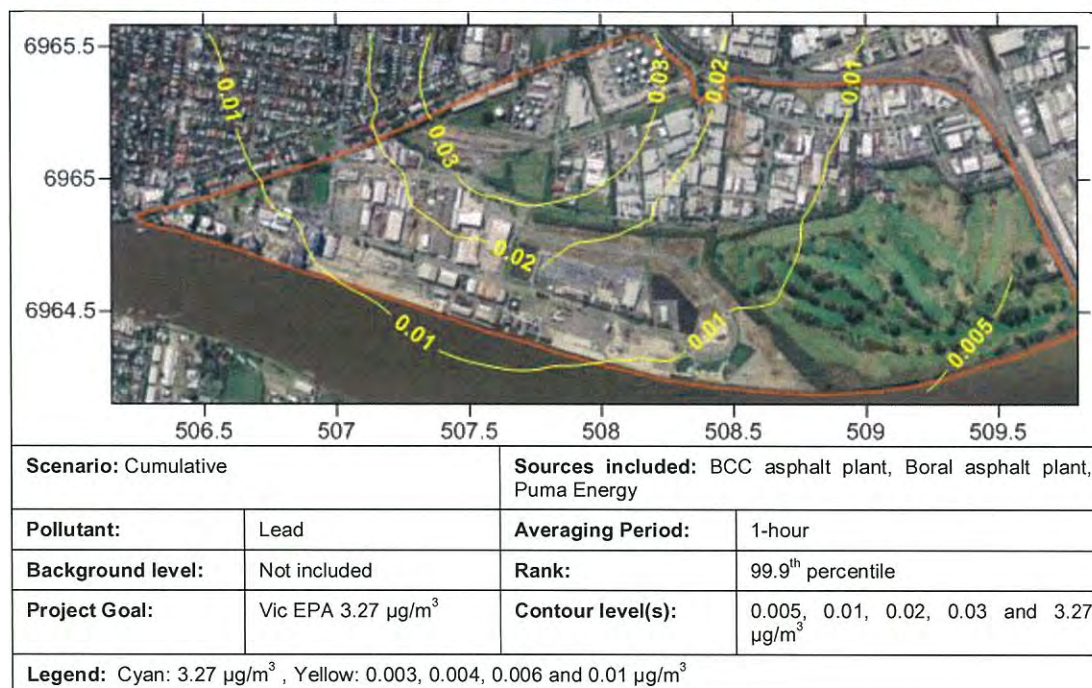 6965.5
6965
6964.5
0.01
0.03
0.02
0.01
0.03
0.02
0.01
0.01
0.005
506.5 507 507.5 508 508.5 509 509.5
Scenario: Cumulative
Sources included: BCC asphalt plant, Boral asphalt plant,
Puma Energy
Pollutant: Lead
Averaging Period: 1-hour
Background level: Not included
Rank: 99.9th percentile
Project Goal: Vic EPA 3.27 µg/m³
Contour level(s): 0.005, 0.01, 0.02, 0.03 and 3.27
µg/m³
Legend: Cyan: 3.27 µg/m³ , Yellow: 0.003, 0.004, 0.006 and 0.01 µg/m³